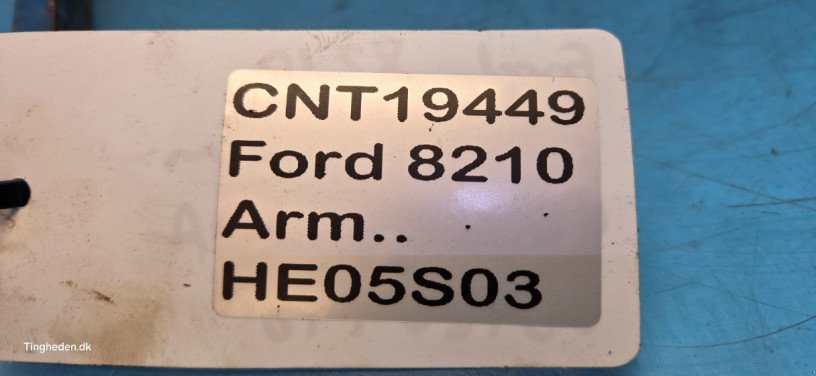 CNT19449
Ford 8210
Arm..
HE05S03
Tingheden.dk